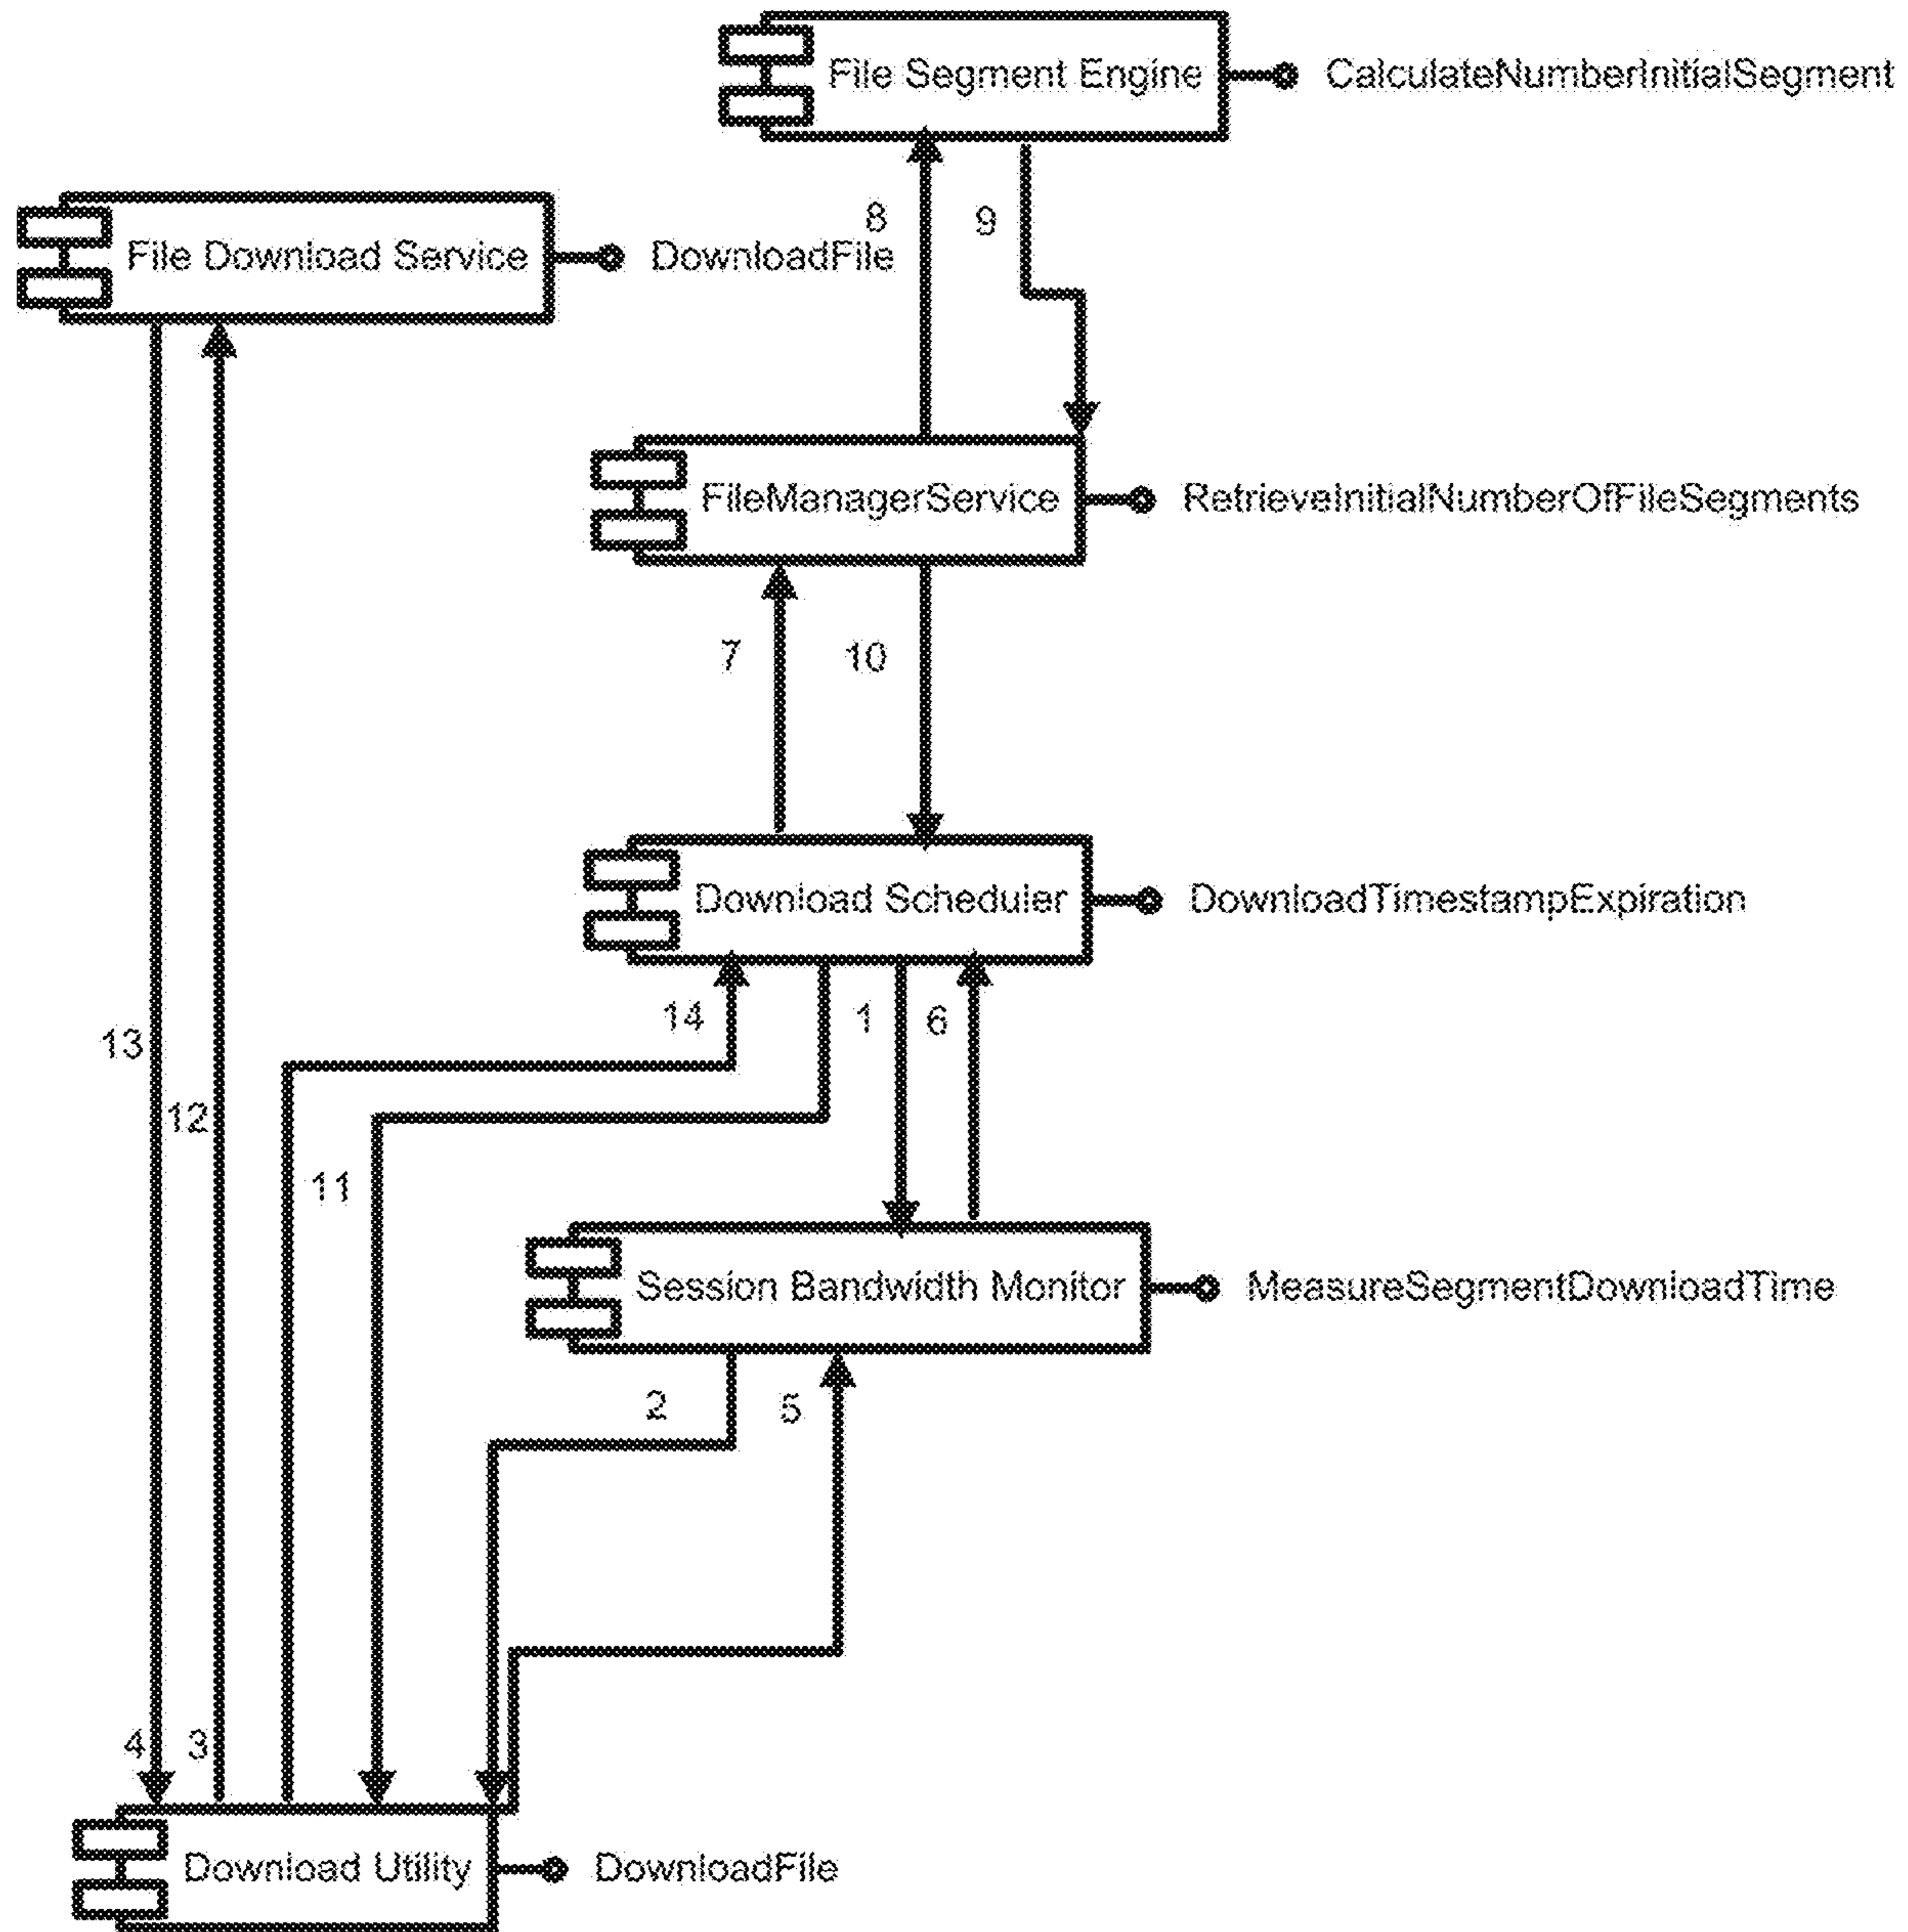 File Segment Engine
CalculateNumberInitialSegment
8
9
File Download Service
DownloadFile
FileManagerService
RetrieveInitialNumberOfFileSegments
7
10
Download Scheduler
DownloadTimestampExpiration
14
1
6
13
12
11
Session Bandwidth Monitor
MeasureSegmentDownloadTime
2
5
4
3
Download Utility
DownloadFile